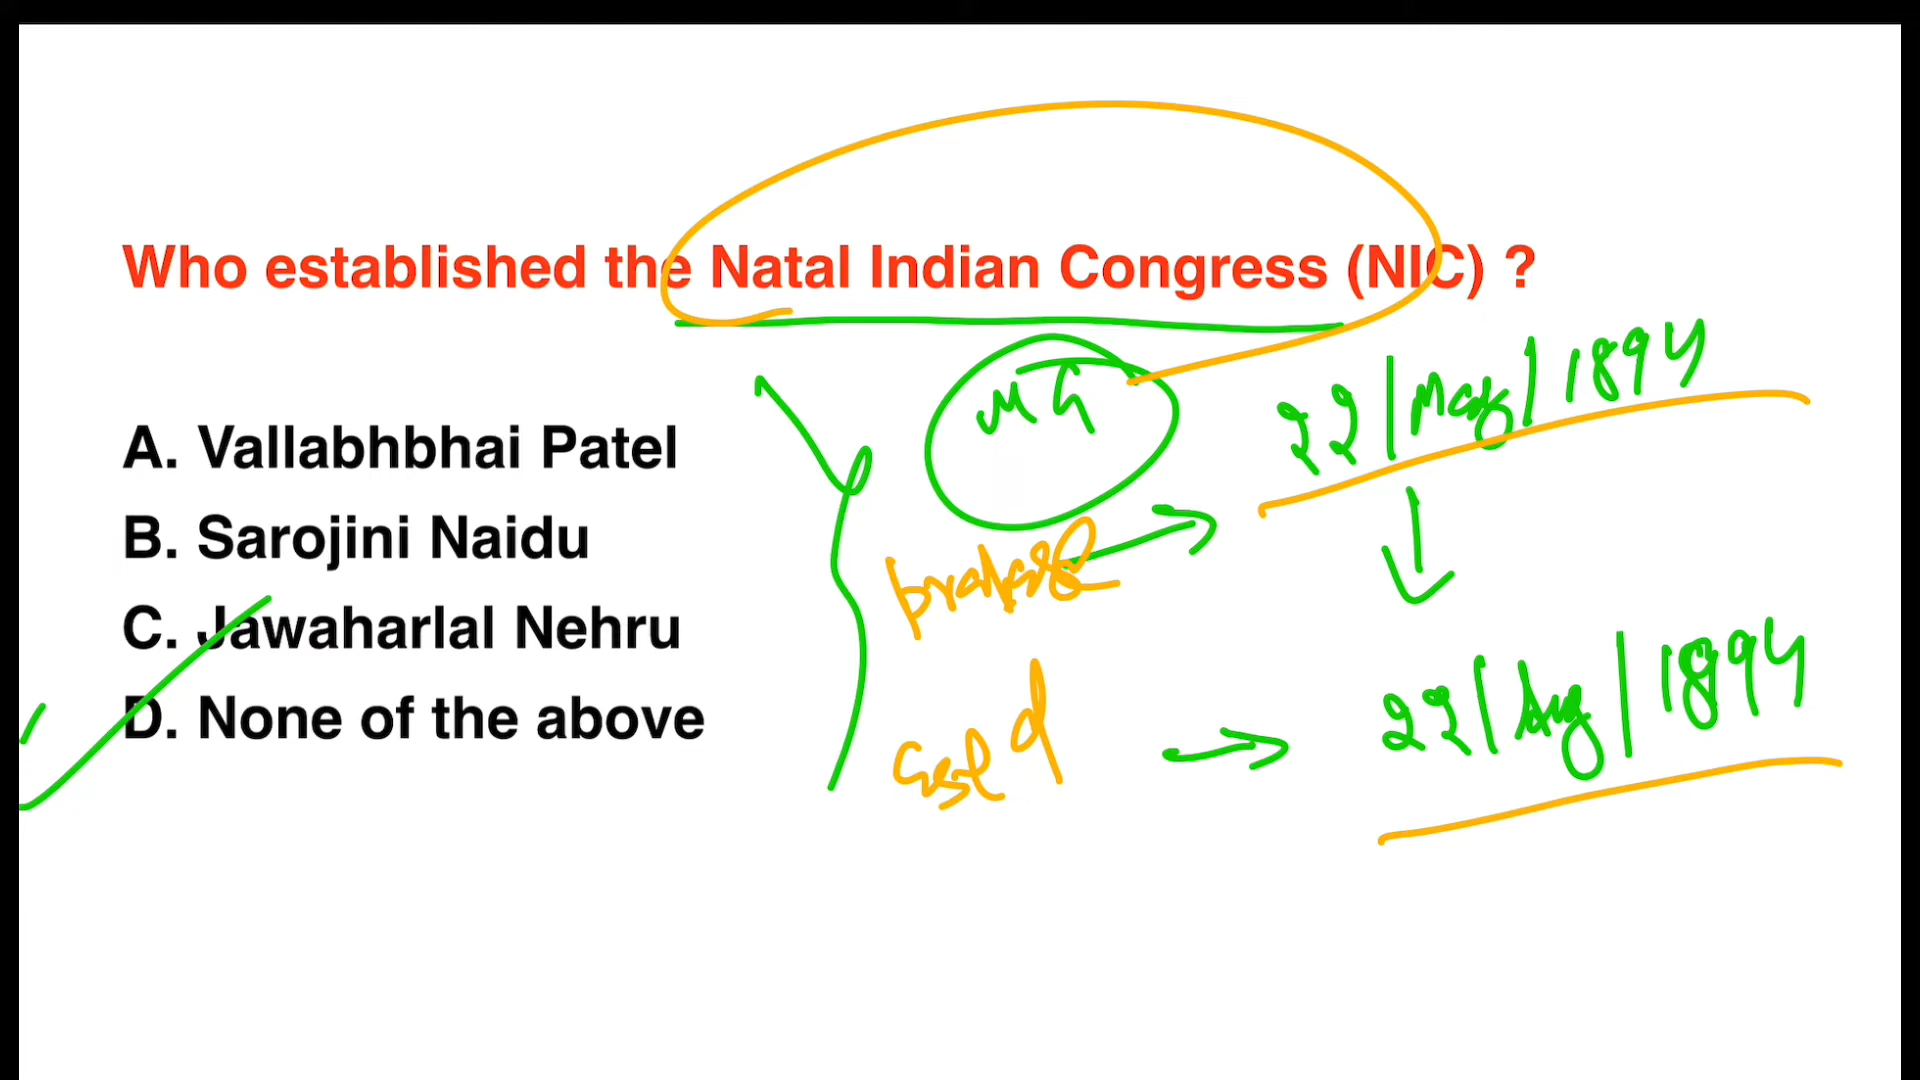 Who established the Natal Indian Congress (NIC) ?
MG
22/May/1894
A. Vallabhbhai Patel
B. Sarojini Naidu
C. Jawaharlal Nehru
D. None of the above
Estd
22/Aug/1894